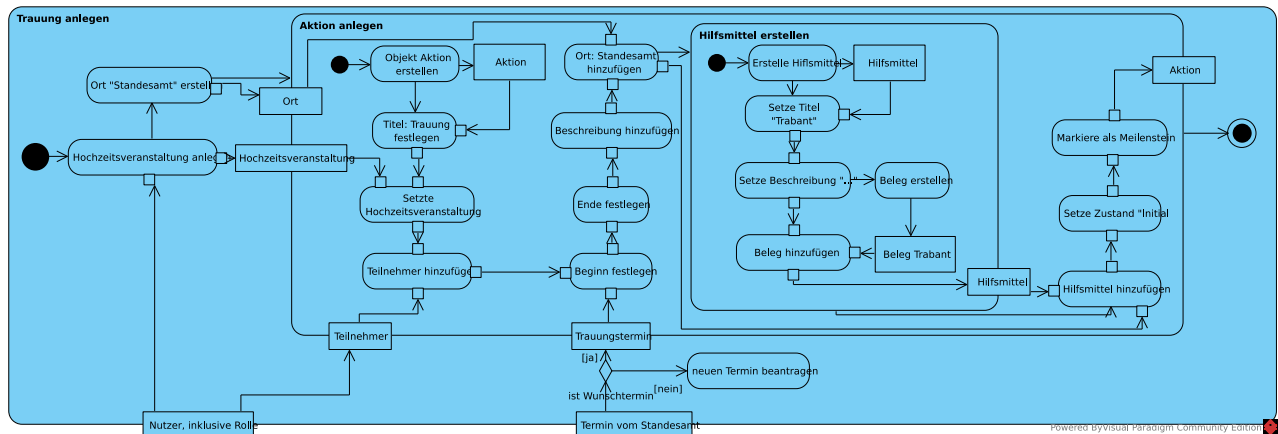 Trauung anlegen
Aktion anlegen
Hilfsmittel erstellen
Objekt Aktion
erstellen
Aktion
Ort: Standesamt
hinzufügen
Erstelle Hiflsmittel
Hilfsmittel
Aktion
Ort "Standesamt" erstell
Ort
Setze Titel
"Trabant"
Titel: Trauung
festlegen
Beschreibung hinzufügen
Markiere als Meilenstein
Hochzeitsveranstaltung anleg
Hochzeitsveranstaltung
Setze Beschreibung "..."
Beleg erstellen
Setzte
Hochzeitsveranstaltung
Ende festlegen
Setze Zustand "Initial
Beleg hinzufügen
Beleg Trabant
Teilnehmer hinzufüge
Beginn festlegen
Hilfsmittel
Hilfsmittel hinzufügen
Teilnehmer
Trauungstermin
[ja]
neuen Termin beantragen
[nein]
ist Wunschtermin
Nutzer, inklusive Rolle
Termin vom Standesamt
Powered ByVisual Paradigm Community Edition